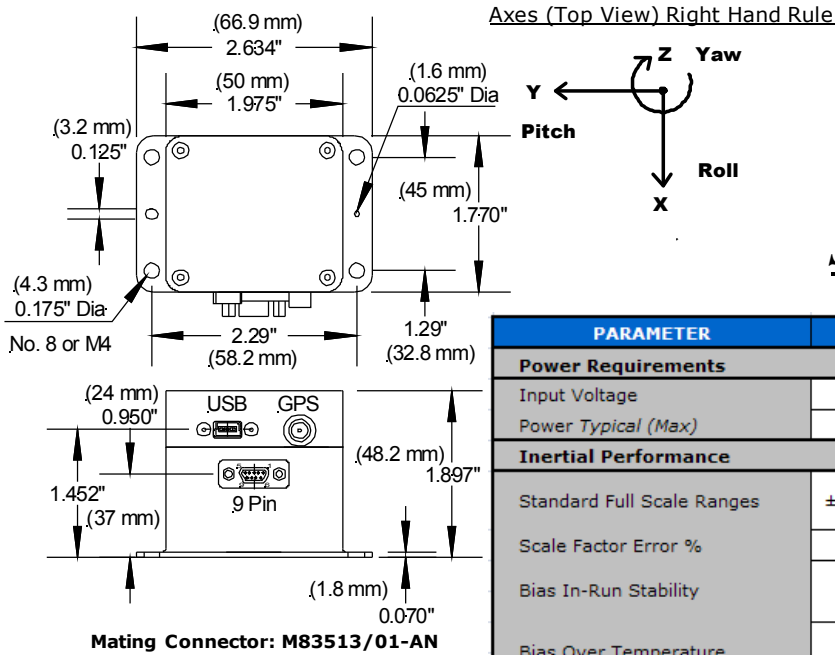 Axes (Top View) Right Hand Rule
(66.9 mm)
2.634"
(50 mm)
1.975"
(1.6 mm)
0.0625" Dia
(3.2 mm)
0.125"
(45 mm)
1.770"
(4.3 mm)
0.175" Dia
No. 8 or M4
2.29"
(58.2 mm)
1.29"
(32.8 mm)
Z Yaw
Y
Pitch
Roll
X
(24 mm)
0.950"
USB GPS
(48.2 mm)
1.897"
1.452"
(37 mm)
9 Pin
(1.8 mm)
0.070"
Mating Connector: M83513/01-AN
PARAMETER
Power Requirements
Input Voltage
Power Typical (Max)
Inertial Performance
Standard Full Scale Ranges ±
Scale Factor Error %
Bias In-Run Stability
Bias Over Temperature